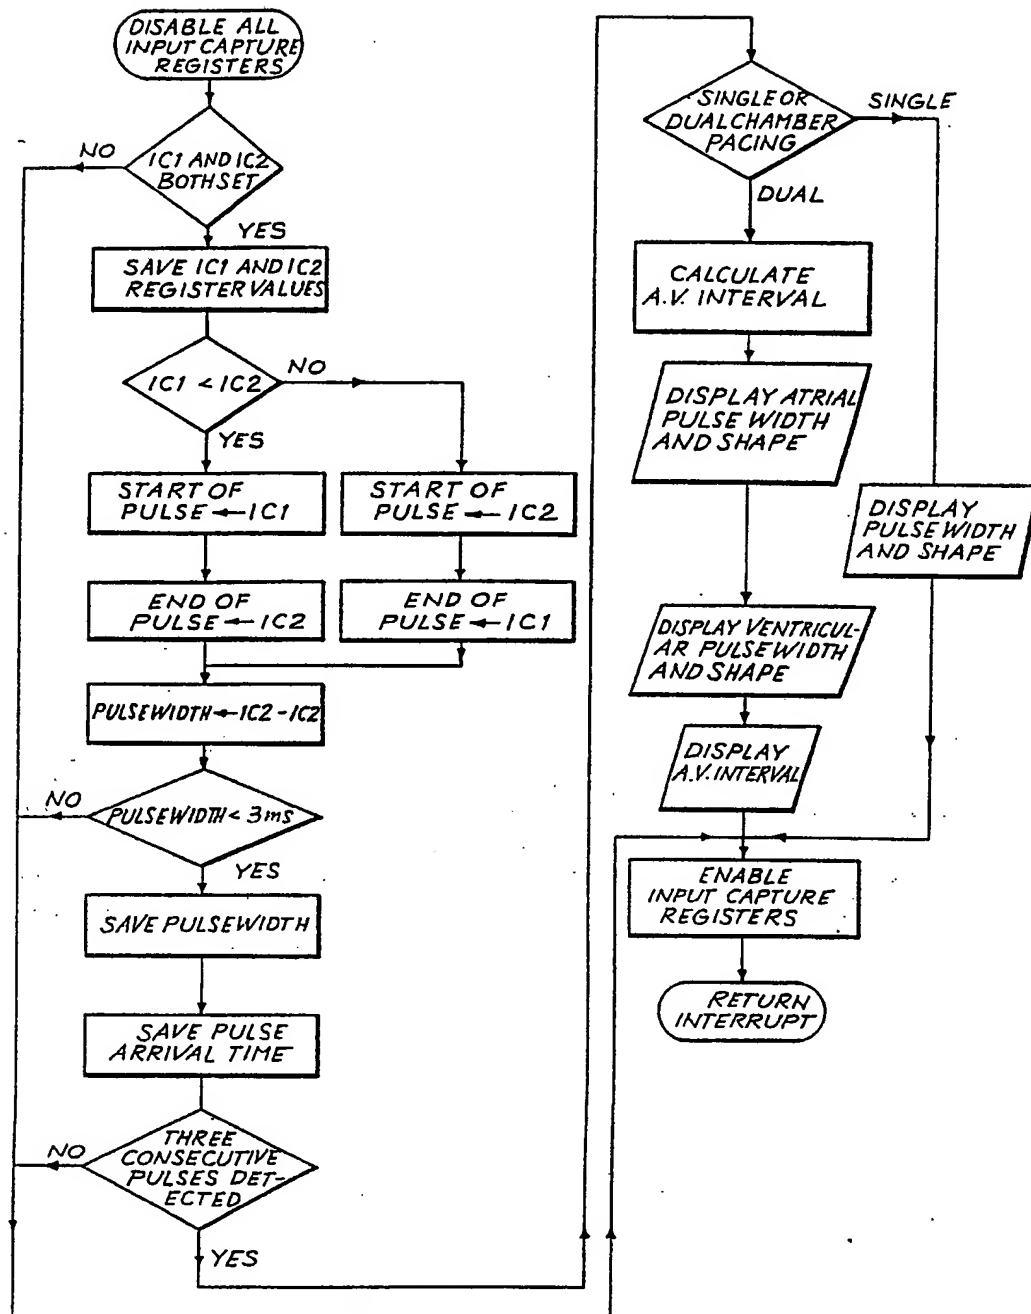 DISABLE ALL
INPUT CAPTURE
REGISTERS
NO
IC1 AND IC2
BOTH SET
YES
SAVE IC1 AND IC2
REGISTER VALUES
IC1 < IC2
NO
YES
START OF
PULSE ← IC1
START OF
PULSE ← IC2
END OF
PULSE ← IC2
END OF
PULSE ← IC1
PULSEWIDTH ← IC2 - IC2
NO
PULSEWIDTH < 3ms
YES
SAVE PULSEWIDTH
SAVE PULSE
ARRIVAL TIME
NO
THREE
CONSECUTIVE
PULSES DET-
ECTED
YES
SINGLE OR
DUAL CHAMBER
PACING
SINGLE
DUAL
CALCULATE
A.V. INTERVAL
DISPLAY ATRIAL
PULSE WIDTH
AND SHAPE
DISPLAY
PULSEWIDTH
AND SHAPE
DISPLAY VENTRICUL-
AR PULSEWIDTH
AND SHAPE
DISPLAY
A.V. INTERVAL
ENABLE
INPUT CAPTURE
REGISTERS
RETURN
INTERRUPT